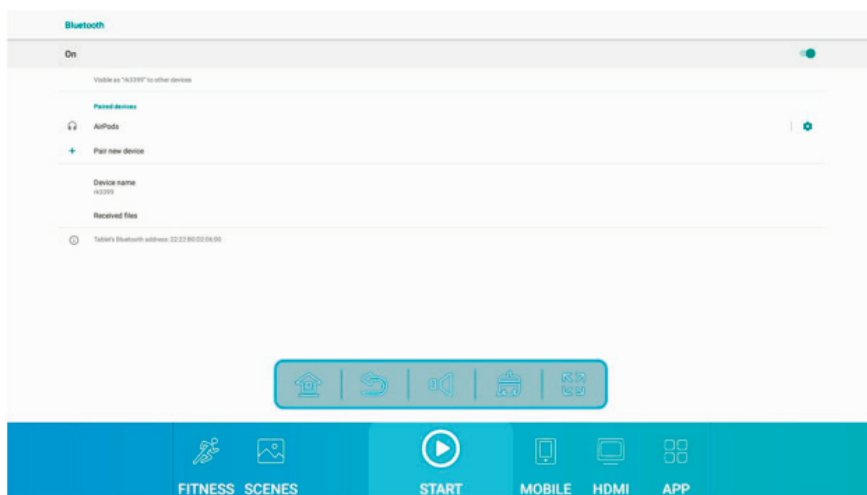 Bluetooth
On
Visible as "rk3399" to other devices
Paired devices
AirPods
Pair new device
Device name
rk3399
Received files
Tablet's Bluetooth address: 22:22:B0:D2:06:00
FITNESS SCENES START MOBILE HDMI APP